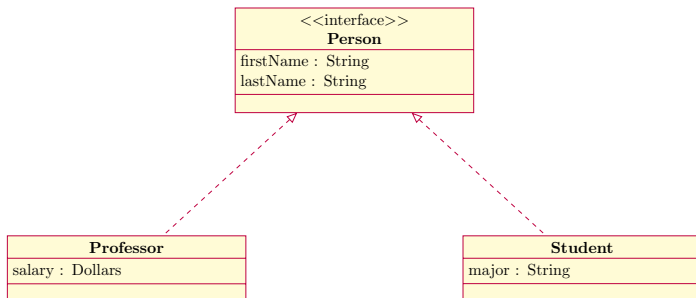 <<interface>>
Person
firstName : String
lastName : String
Professor
salary : Dollars
Student
major : String